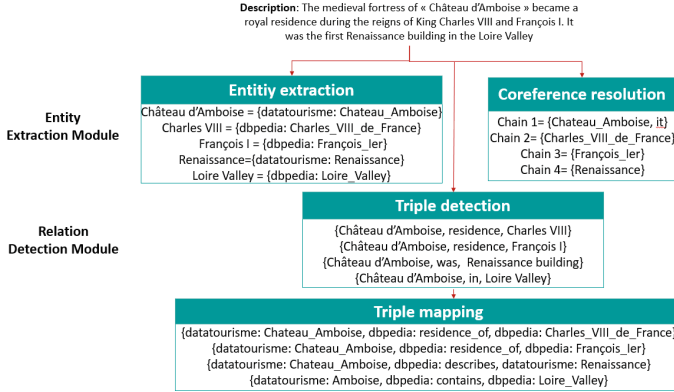 Description: The medieval fortress of « Château d'Amboise » became a
royal residence during the reigns of King Charles VIII and François I. It
was the first Renaissance building in the Loire Valley
Entity
Extraction Module
Entitiy extraction
Château d'Amboise = {datatourisme: Chateau_Amboise}
Charles VIII = {dbpedia: Charles_VIII_de_France}
François I = {dbpedia: François_Ier}
Renaissance={datatourisme: Renaissance}
Loire Valley = {dbpedia: Loire_Valley}
Coreference resolution
Chain 1= {Chateau_Amboise, it}
Chain 2= {Charles_VIII_de_France}
Chain 3= {François_Ier}
Chain 4= {Renaissance}
Relation
Detection Module
Triple detection
{Château d'Amboise, residence, Charles VIII}
{Château d'Amboise, residence, François I}
{Château d'Amboise, was, Renaissance building}
{Château d'Amboise, in, Loire Valley}
Triple mapping
{datatourisme: Chateau_Amboise, dbpedia: residence_of, dbpedia: Charles_VIII_de_France}
{datatourisme: Chateau_Amboise, dbpedia: residence_of, dbpedia: François_Ier}
{datatourisme: Chateau_Amboise, dbpedia: describes, datatourisme: Renaissance}
{datatourisme: Amboise, dbpedia: contains, dbpedia: Loire_Valley}